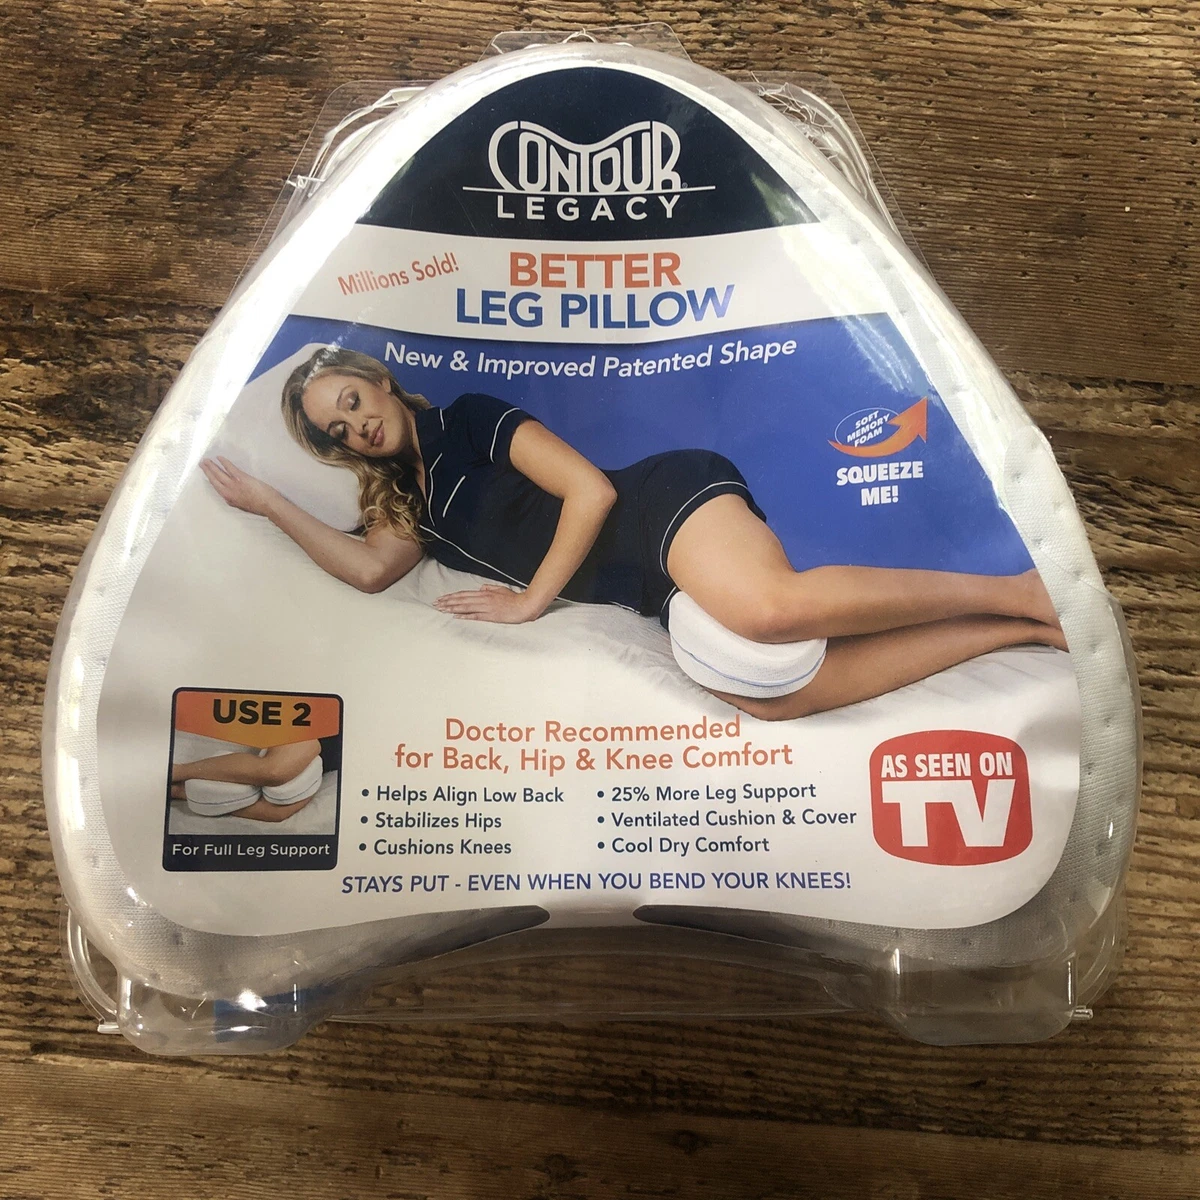 CONTOUR®
LEGACY
Millions Sold!
BETTER
LEG PILLOW
New & Improved Patented Shape
SOFT
MEMORY
FOAM
SQUEEZE
ME!
USE 2
For Full Leg Support
Doctor Recommended
for Back, Hip & Knee Comfort
• Helps Align Low Back
• Stabilizes Hips
• Cushions Knees
• 25% More Leg Support
• Ventilated Cushion & Cover
• Cool Dry Comfort
AS SEEN ON
TV
STAYS PUT - EVEN WHEN YOU BEND YOUR KNEES!